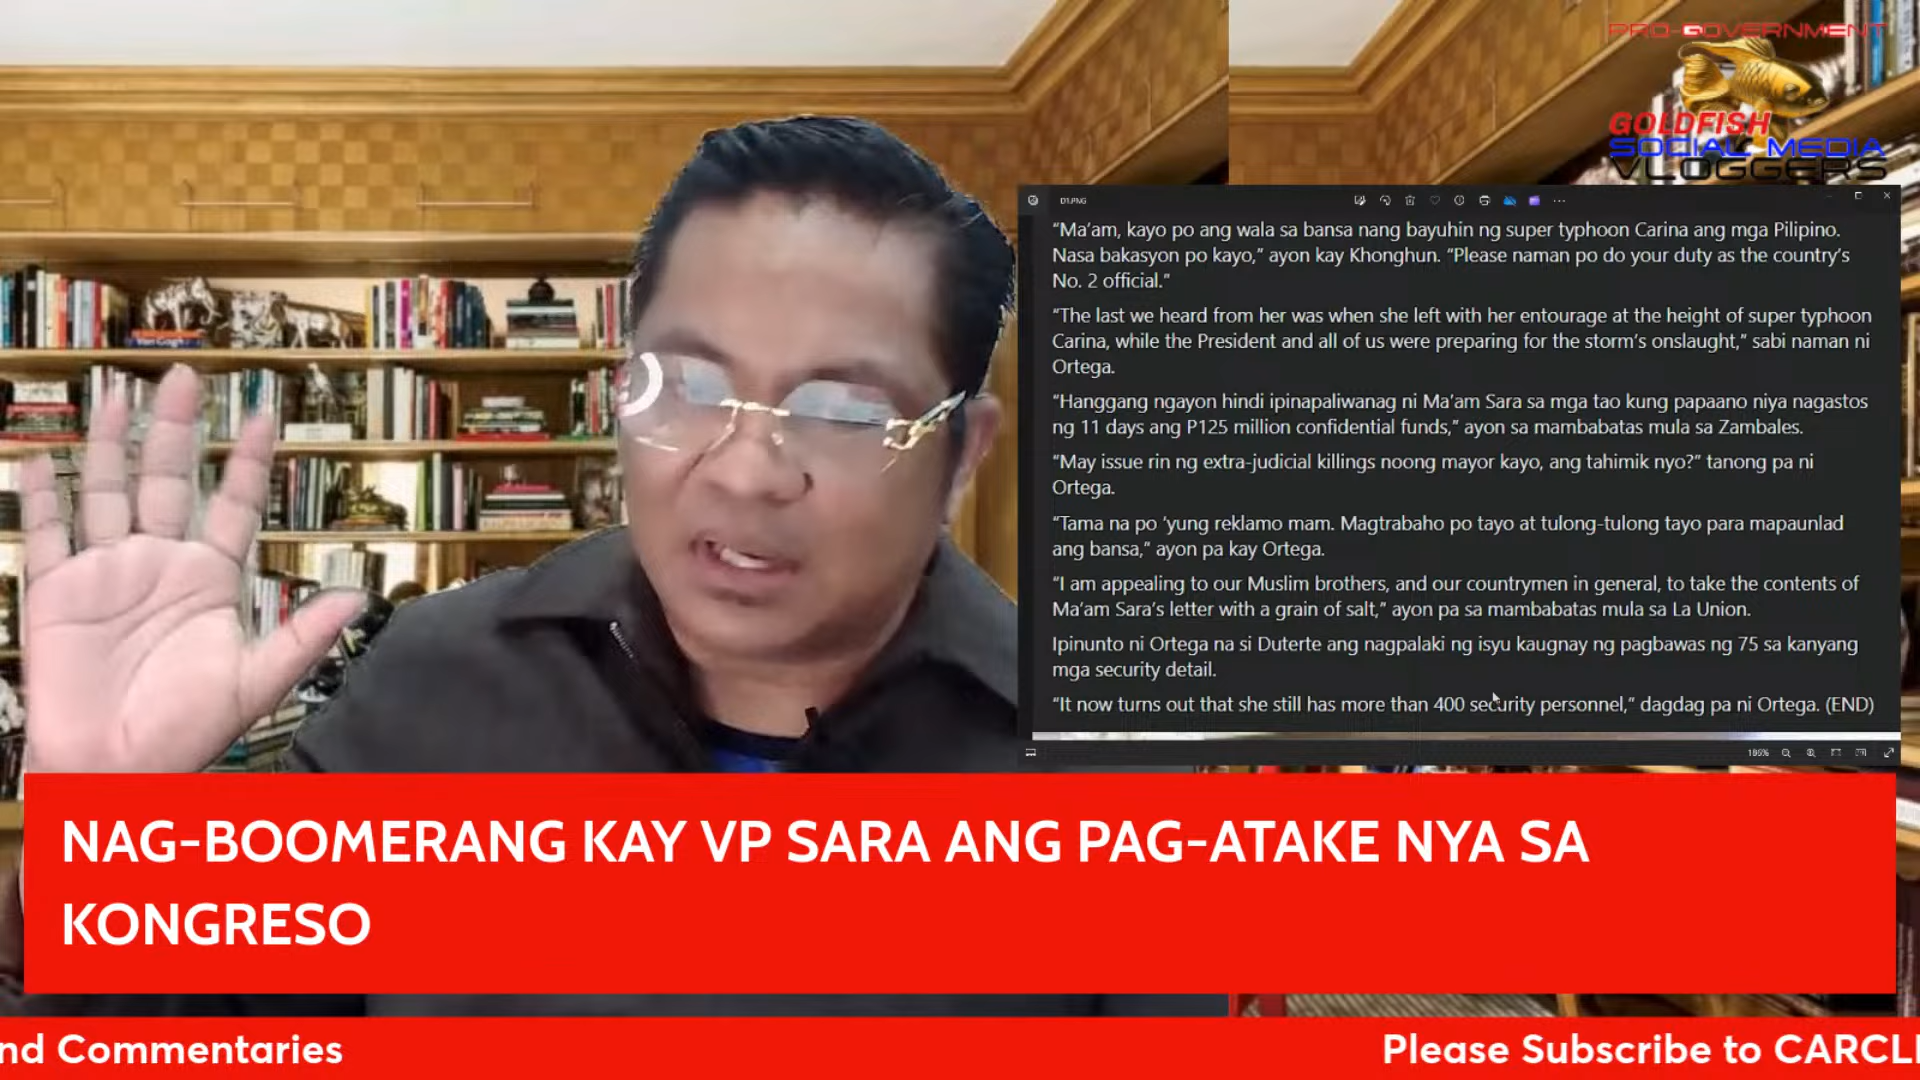 PRO-GOVERNMENT
GOLDFISH
SOCIAL MEDIA
VLOGGERS
D1.PNG
“Ma’am, kayo po ang wala sa bansa nang bayuhin ng super typhoon Carina ang mga Pilipino.
Nasa bakasyon po kayo,” ayon kay Khonghun. “Please naman po do your duty as the country’s
No. 2 official.”
“The last we heard from her was when she left with her entourage at the height of super typhoon
Carina, while the President and all of us were preparing for the storm’s onslaught,” sabi naman ni
Ortega.
“Hanggang ngayon hindi ipinapaliwanag ni Ma’am Sara sa mga tao kung papaano niya nagastos
ng 11 days ang P125 million confidential funds,” ayon sa mambabatas mula sa Zambales.
“May issue rin ng extra-judicial killings noong mayor kayo, ang tahimik nyo?” tanong pa ni
Ortega.
“Tama na po ‘yung reklamo mam. Magtrabaho po tayo at tulong-tulong tayo para mapaunlad
ang bansa,” ayon pa kay Ortega.
“I am appealing to our Muslim brothers, and our countrymen in general, to take the contents of
Ma’am Sara’s letter with a grain of salt,” ayon pa sa mambabatas mula sa La Union.
Ipinunto ni Ortega na si Duterte ang nagpalaki ng isyu kaugnay ng pagbawas ng 75 sa kanyang
mga security detail.
“It now turns out that she still has more than 400 security personnel,” dagdag pa ni Ortega. (END)
NAG-BOOMERANG KAY VP SARA ANG PAG-ATAKE NYA SA
KONGRESO
nd Commentaries
Please Subscribe to CARCL